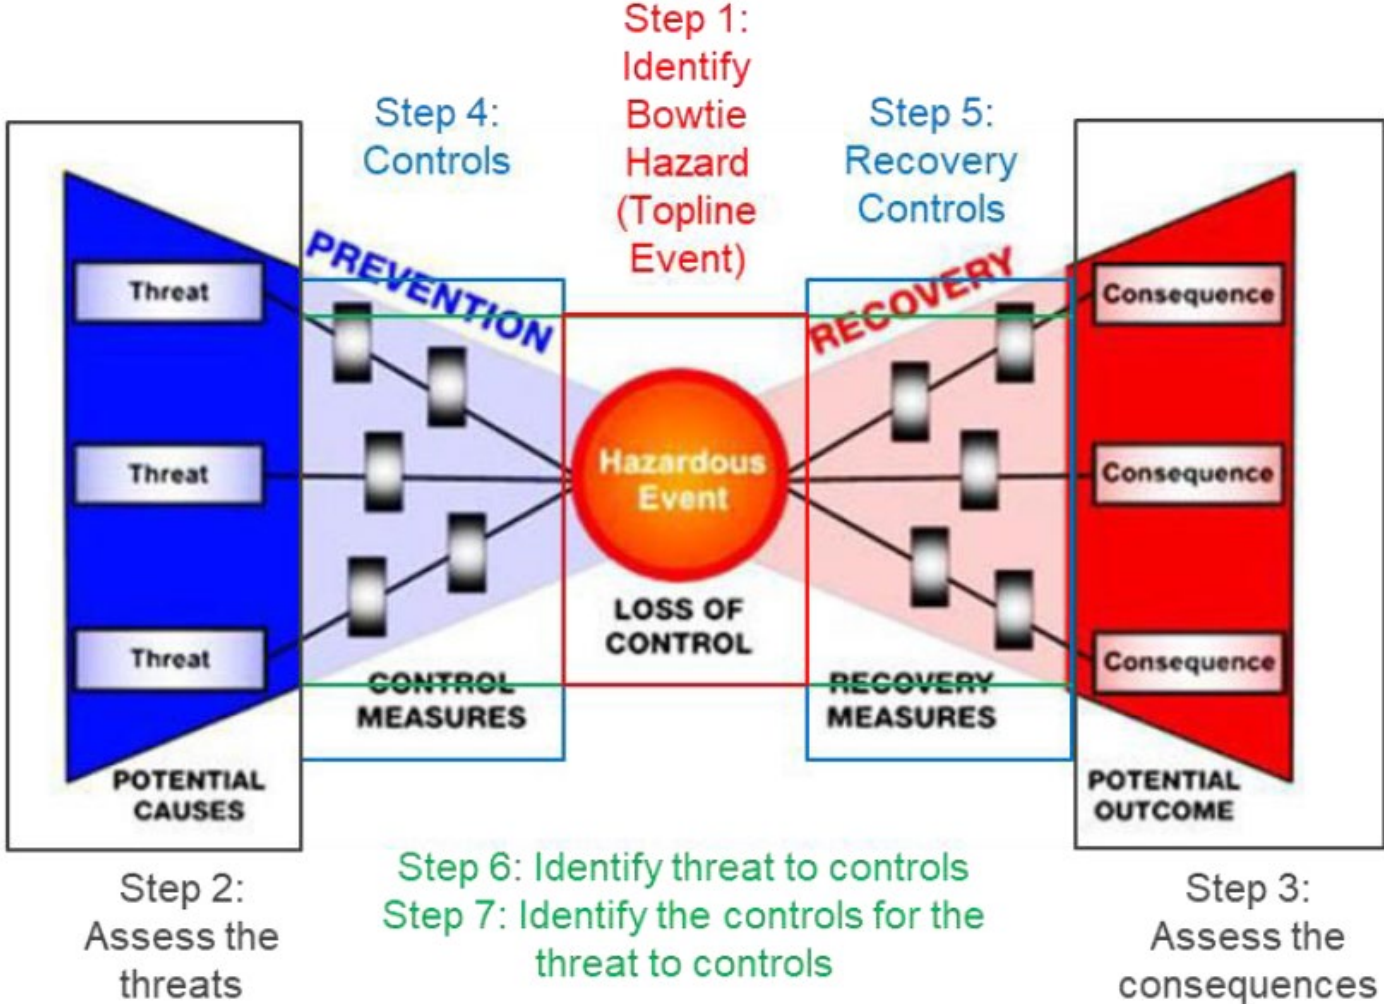 Step 1:
Identify
Bowtie
Hazard
(Topline
Event)
Step 4:
Controls
Step 5:
Recovery
Controls
PREVENTION
RECOVERY
Threat
Threat
Threat
Hazardous
Event
Consequence
Consequence
Consequence
LOSS OF
CONTROL
CONTROL
MEASURES
RECOVERY
MEASURES
POTENTIAL
CAUSES
POTENTIAL
OUTCOME
Step 2:
Assess the
threats
Step 6: Identify threat to controls
Step 7: Identify the controls for the
threat to controls
Step 3:
Assess the
consequences